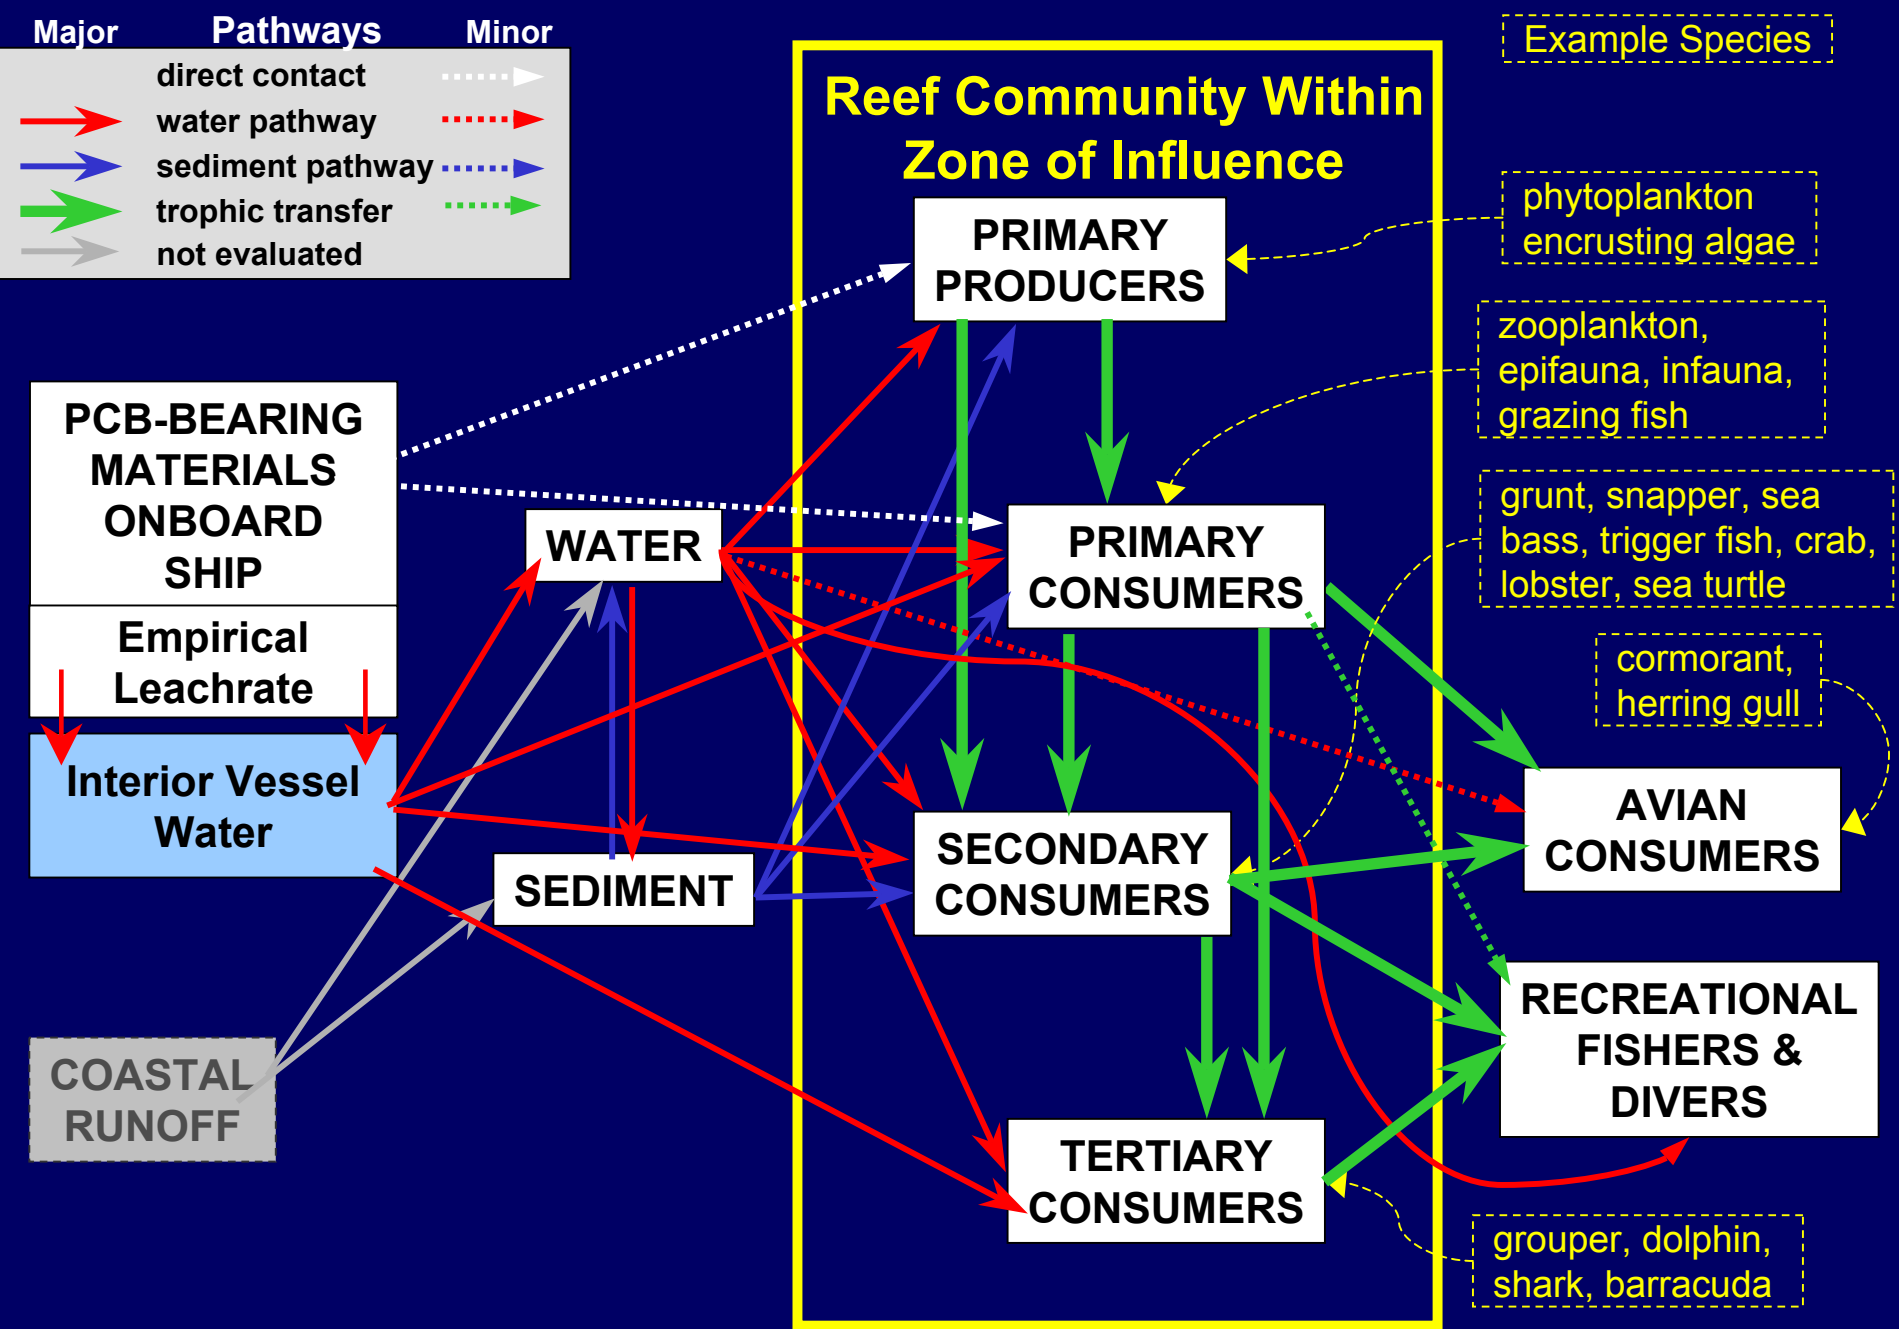 Major Pathways Minor
direct contact
water pathway
sediment pathway
trophic transfer
not evaluated
Example Species
Reef Community Within
Zone of Influence
PRIMARY
PRODUCERS
phytoplankton
encrusting algae
zooplankton,
epifauna, infauna,
grazing fish
PCB-BEARING
MATERIALS
ONBOARD
SHIP
Empirical
Leachrate
Interior Vessel
Water
WATER
SEDIMENT
COASTAL
RUNOFF
PRIMARY
CONSUMERS
grunt, snapper, sea
bass, trigger fish, crab,
lobster, sea turtle
cormorant,
herring gull
SECONDARY
CONSUMERS
AVIAN
CONSUMERS
RECREATIONAL
FISHERS &
DIVERS
TERTIARY
CONSUMERS
grouper, dolphin,
shark, barracuda